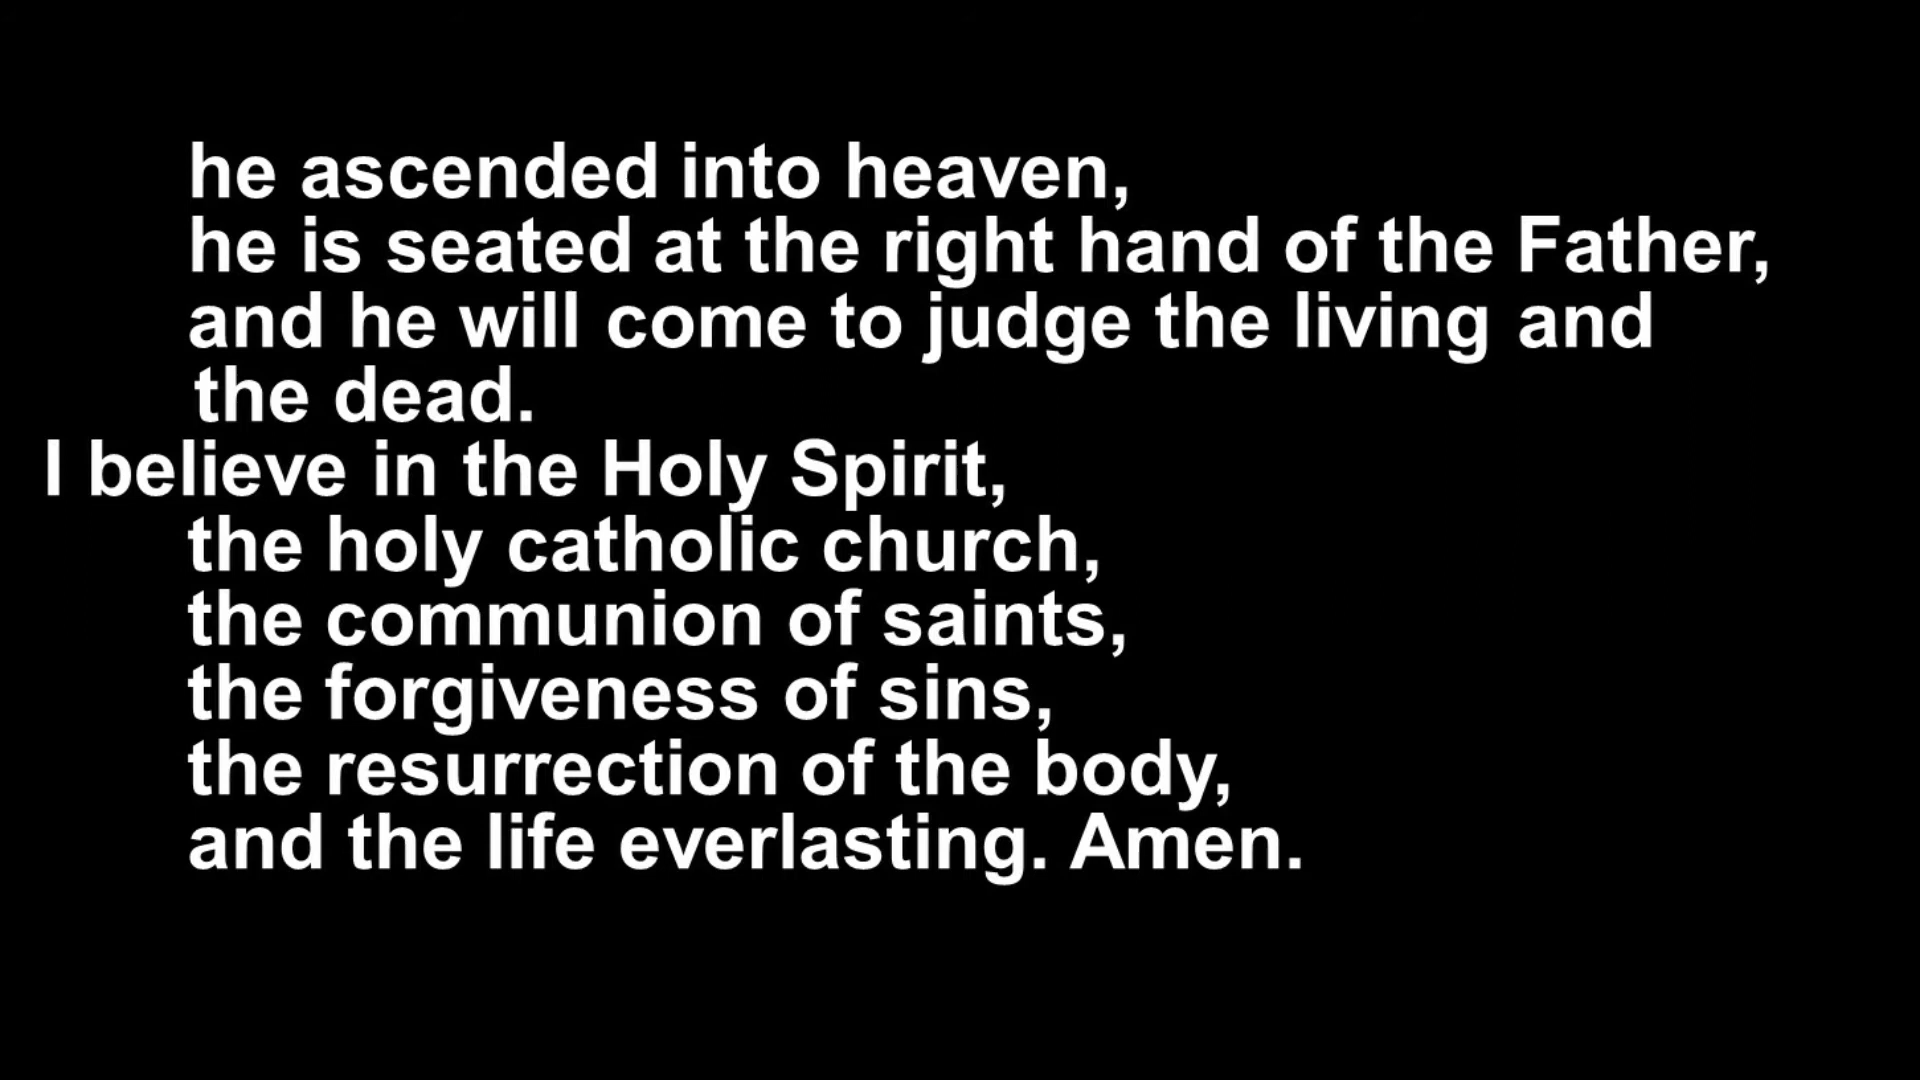 he ascended into heaven,
he is seated at the right hand of the Father,
and he will come to judge the living and
the dead.
I believe in the Holy Spirit,
the holy catholic church,
the communion of saints,
the forgiveness of sins,
the resurrection of the body,
and the life everlasting. Amen.